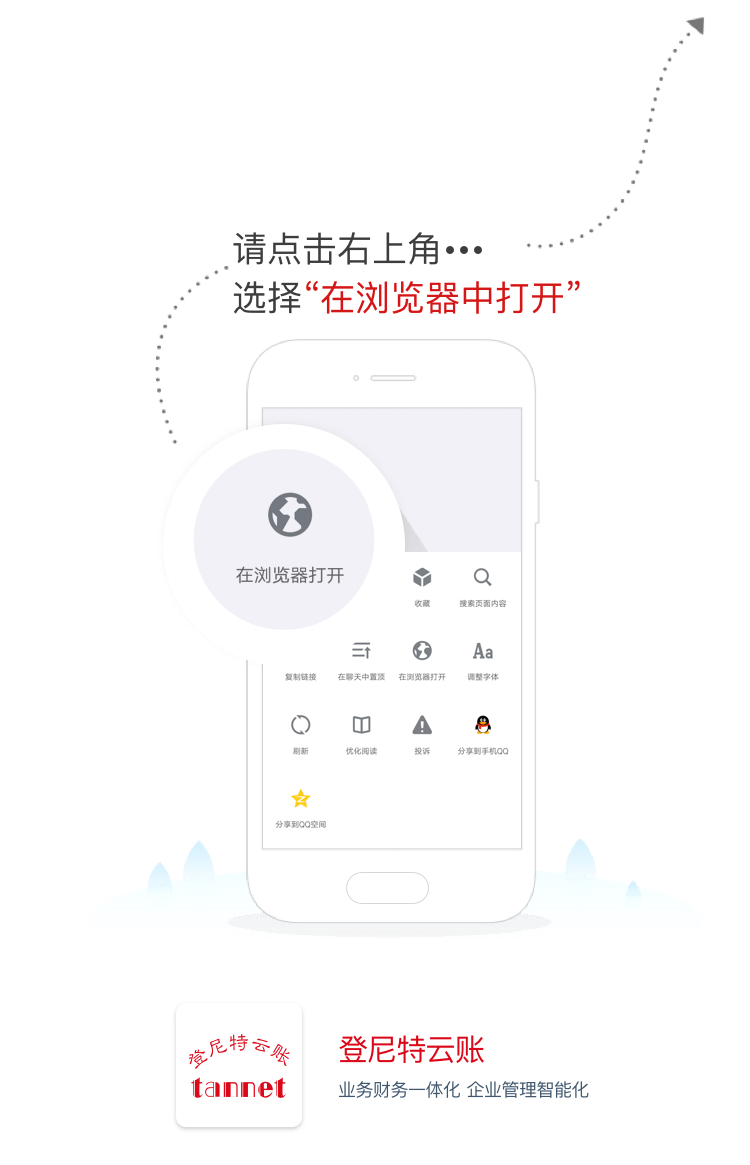 请点击右上角•••
选择“在浏览器中打开”
在浏览器打开
收藏
搜索页面内容
复制链接
在聊天中置顶
在浏览器打开
Aa
调整字体
刷新
优化阅读
投诉
分享到手机QQ
分享到QQ空间
登尼特云账
tannet
登尼特云账
业务财务一体化 企业管理智能化